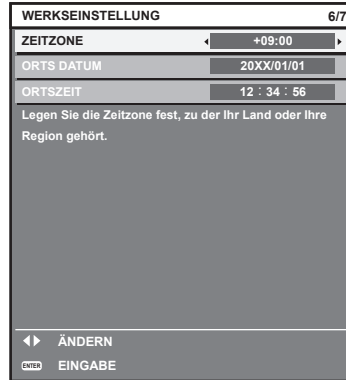 WERKSEINSTELLUNG 6/7
ZEITZONE +09:00
ORTS DATUM 20XX/01/01
ORTSZEIT 12 : 34 : 56
Legen Sie die Zeitzone fest, zu der Ihr Land oder Ihre
Region gehört.
ÄNDERN
ENTER EINGABE